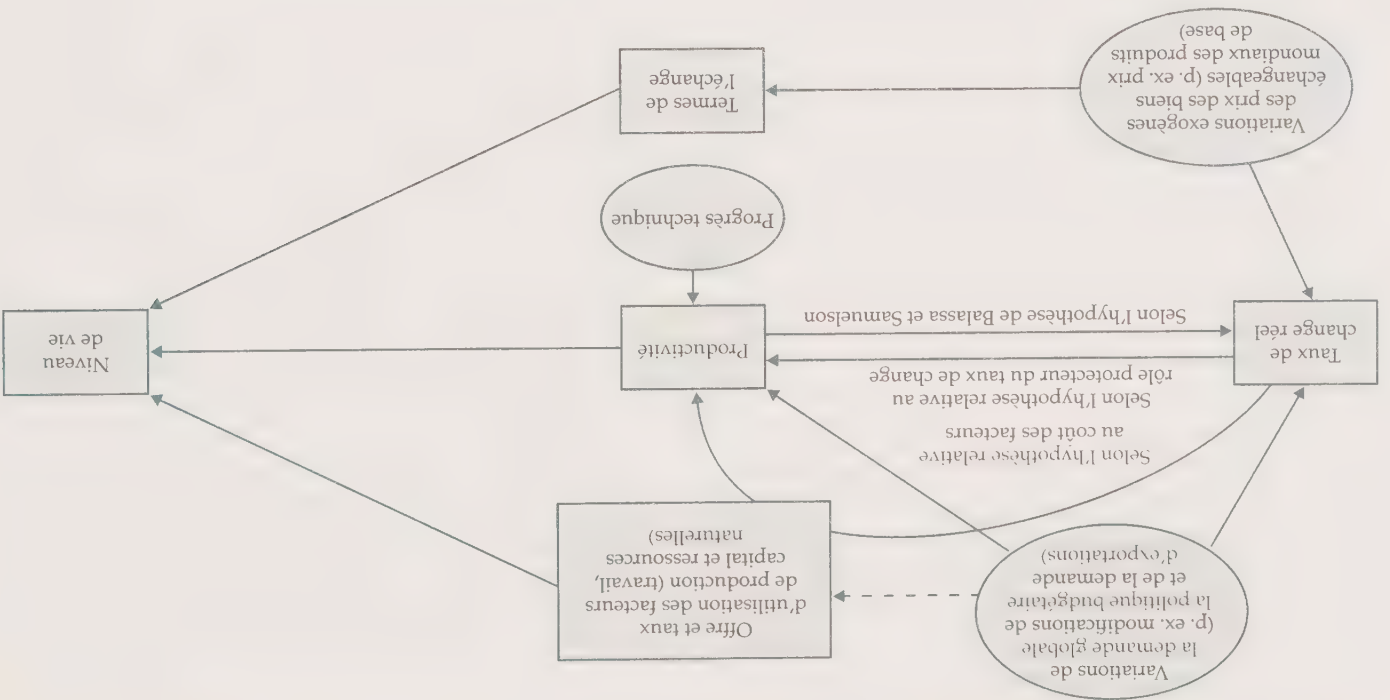 Variations de
la demande globale
(p. ex. modifications de
la politique budgétaire
et de la demande
d'exportations)
Offre et taux
d'utilisation des facteurs
de production (travail,
capital et ressources
naturelles)
Selon l'hypothèse relative
au coût des facteurs
Selon l'hypothèse relative au
rôle protecteur du taux de change
Taux de
change réel
Productivité
Niveau
de vie
Selon l'hypothèse de Balassa et Samuelson
Progrès technique
Variations exogènes
des prix des biens
échangeables (p. ex. prix
mondiaux des produits
de base)
Termes de
l'échange